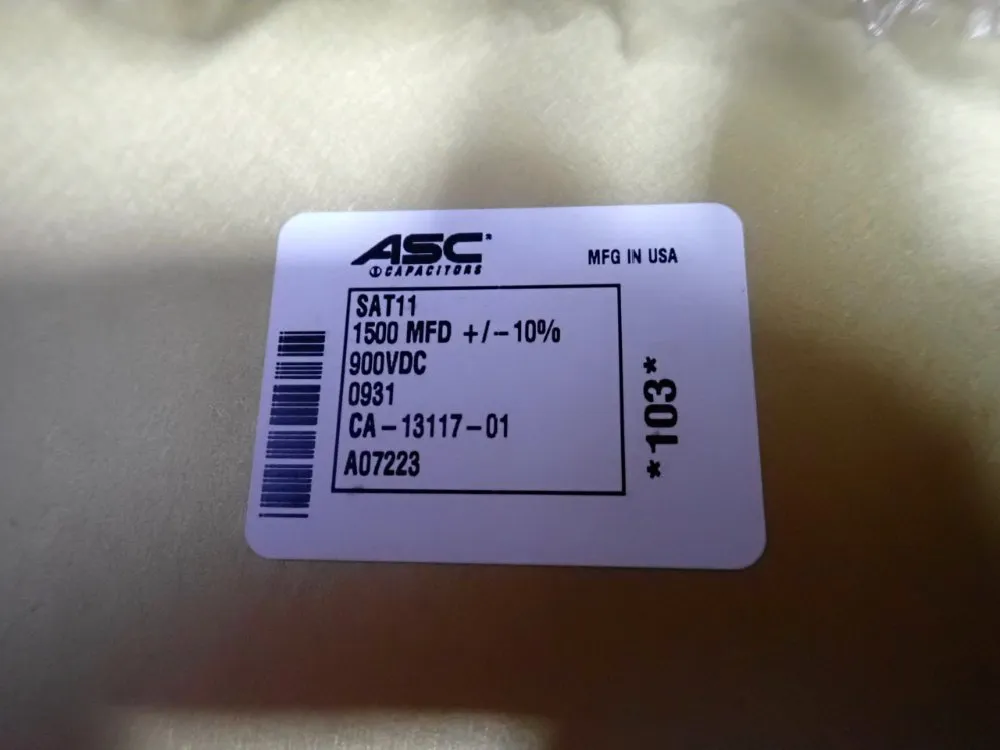 ASC
CAPACITORS
MFG IN USA
SAT11
1500 MFD +/-10%
900VDC
0931
CA-13117-01
A07223
*103*